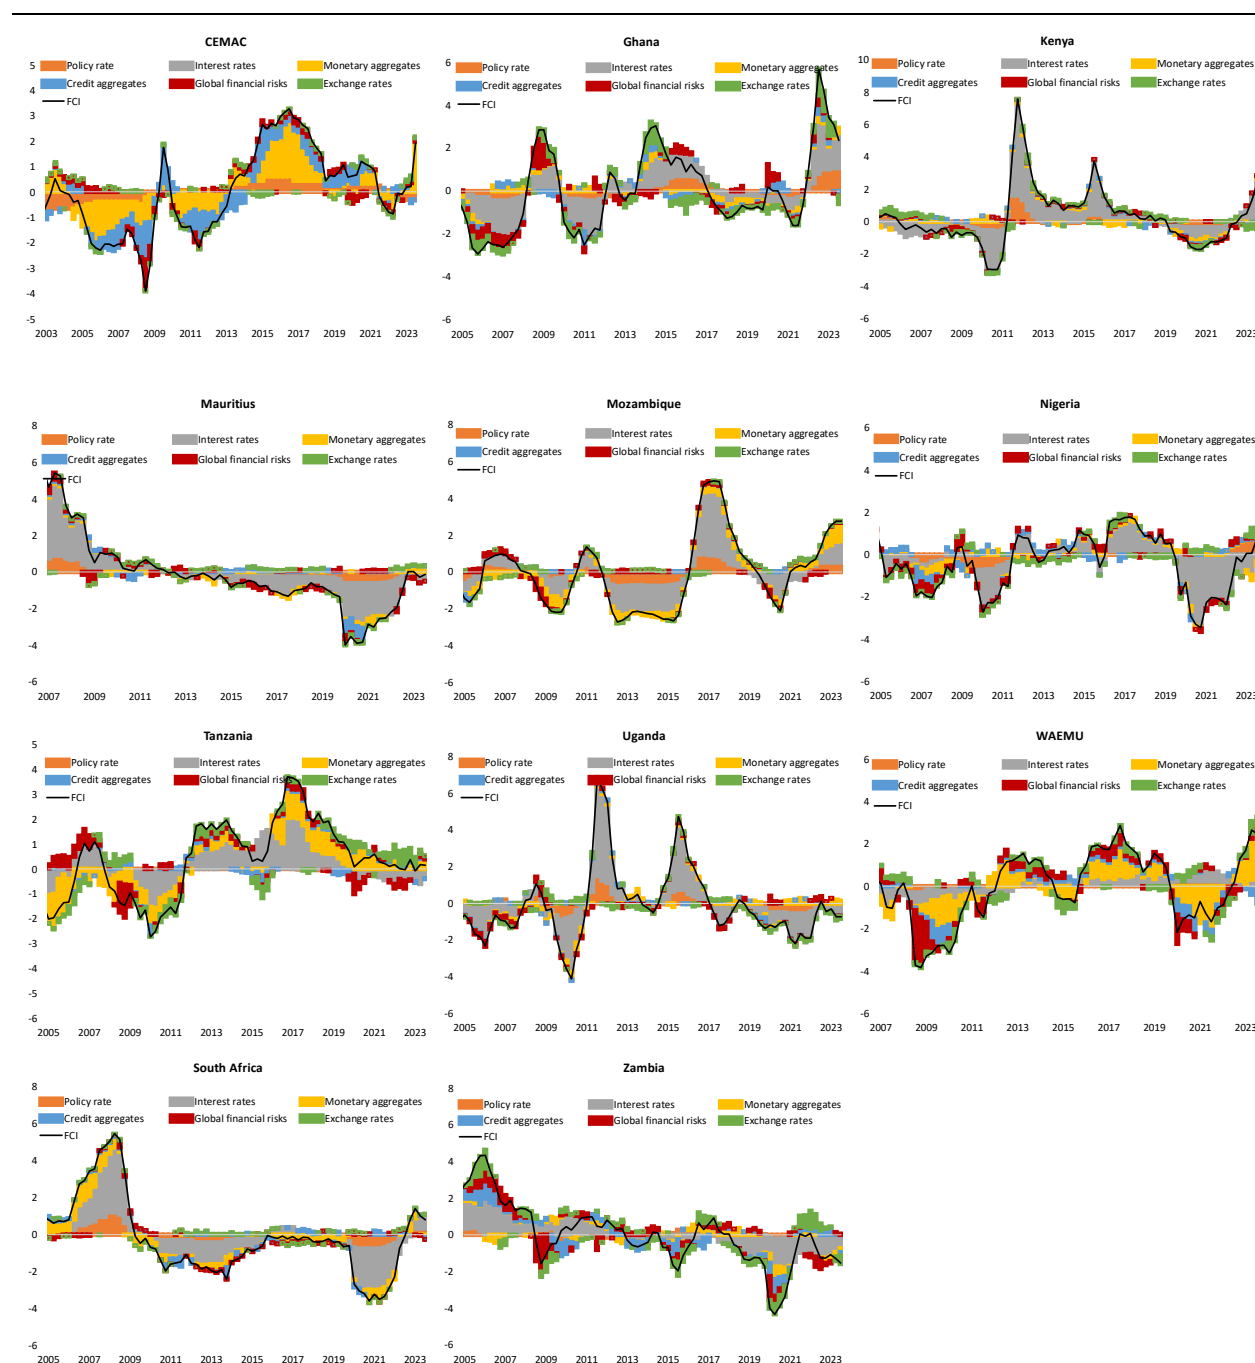 CEMAC
Policy rate Interest rates Monetary aggregates
Credit aggregates Global financial risks Exchange rates
FCI
5
4
3
2
1
0
-1
-2
-3
-4
-5
2003 2005 2007 2009 2011 2013 2015 2017 2019 2021 2023
Ghana
Policy rate Interest rates Monetary aggregates
Credit aggregates Global financial risks Exchange rates
FCI
6
4
2
0
-2
-4
-6
2005 2007 2009 2011 2013 2015 2017 2019 2021 2023
Kenya
Policy rate Interest rates Monetary aggregates
Credit aggregates Global financial risks Exchange rates
FCI
10
8
6
4
2
0
-2
-4
-6
2005 2007 2009 2011 2013 2015 2017 2019 2021 2023
Mauritius
Policy rate Interest rates Monetary aggregates
Credit aggregates Global financial risks Exchange rates
FCI
8
6
4
2
0
-2
-4
-6
2007 2009 2011 2013 2015 2017 2019 2021 2023
Mozambique
Policy rate Interest rates Monetary aggregates
Credit aggregates Global financial risks Exchange rates
FCI
8
6
4
2
0
-2
-4
-6
2005 2007 2009 2011 2013 2015 2017 2019 2021 2023
Nigeria
Policy rate Interest rates Monetary aggregates
Credit aggregates Global financial risks Exchange rates
FCI
6
4
2
0
-2
-4
-6
2005 2007 2009 2011 2013 2015 2017 2019 2021 2023
Tanzania
Policy rate Interest rates Monetary aggregates
Credit aggregates Global financial risks Exchange rates
FCI
5
4
3
2
1
0
-1
-2
-3
-4
-5
-6
2005 2007 2009 2011 2013 2015 2017 2019 2021 2023
Uganda
Policy rate Interest rates Monetary aggregates
Credit aggregates Global financial risks Exchange rates
FCI
8
6
4
2
0
-2
-4
-6
2005 2007 2009 2011 2013 2015 2017 2019 2021 2023
WAEMU
Policy rate Interest rates Monetary aggregates
Credit aggregates Global financial risks Exchange rates
FCI
6
4
2
0
-2
-4
-6
2007 2009 2011 2013 2015 2017 2019 2021 2023
South Africa
Policy rate Interest rates Monetary aggregates
Credit aggregates Global financial risks Exchange rates
FCI
8
6
4
2
0
-2
-4
-6
2005 2007 2009 2011 2013 2015 2017 2019 2021 2023
Zambia
Policy rate Interest rates Monetary aggregates
Credit aggregates Global financial risks Exchange rates
FCI
8
6
4
2
0
-2
-4
-6
2005 2007 2009 2011 2013 2015 2017 2019 2021 2023